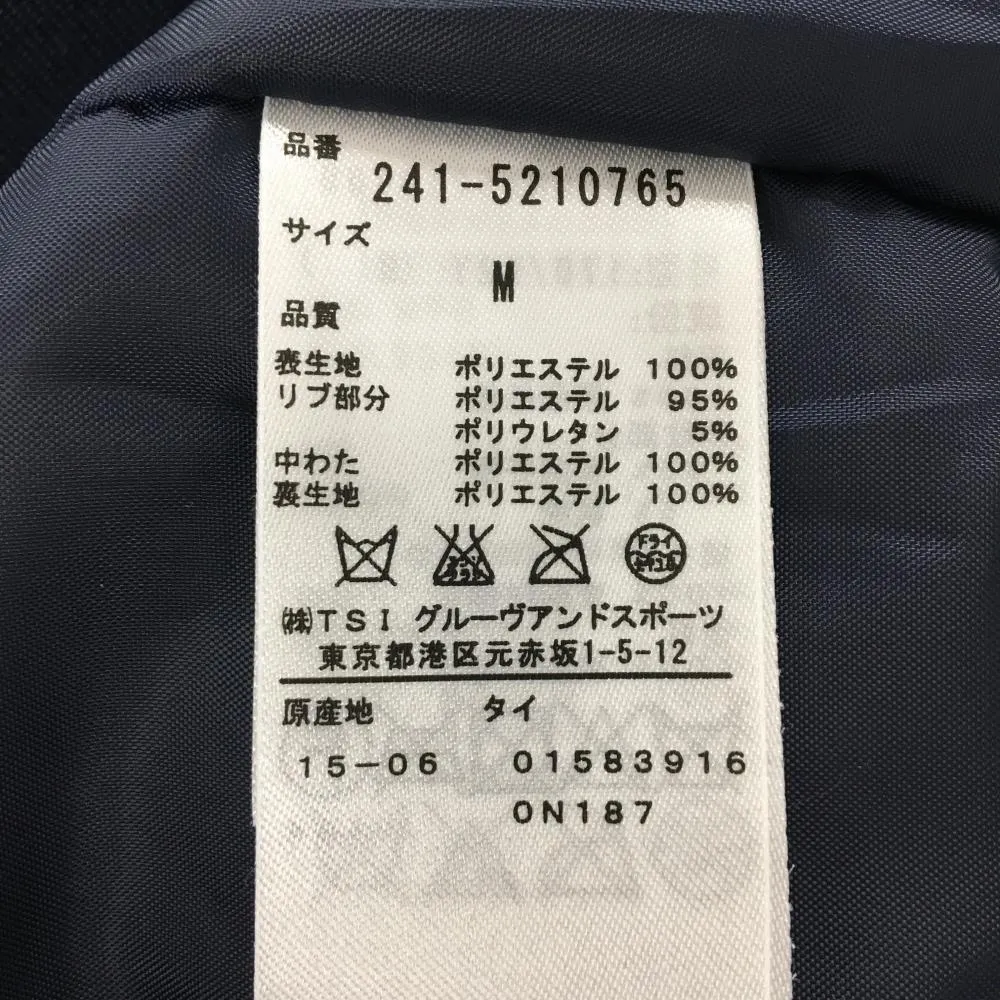 品番
241-5210765
サイズ
M
品質
表生地 ポリエステル 100%
リブ部分 ポリエステル 95%
ポリウレタン 5%
中わた ポリエステル 100%
裏生地 ポリエステル 100%
ドライ
㈱TSI グルーヴアンドスポーツ
東京都港区元赤坂1-5-12
原産地 タイ
15-06 01583916
0N187